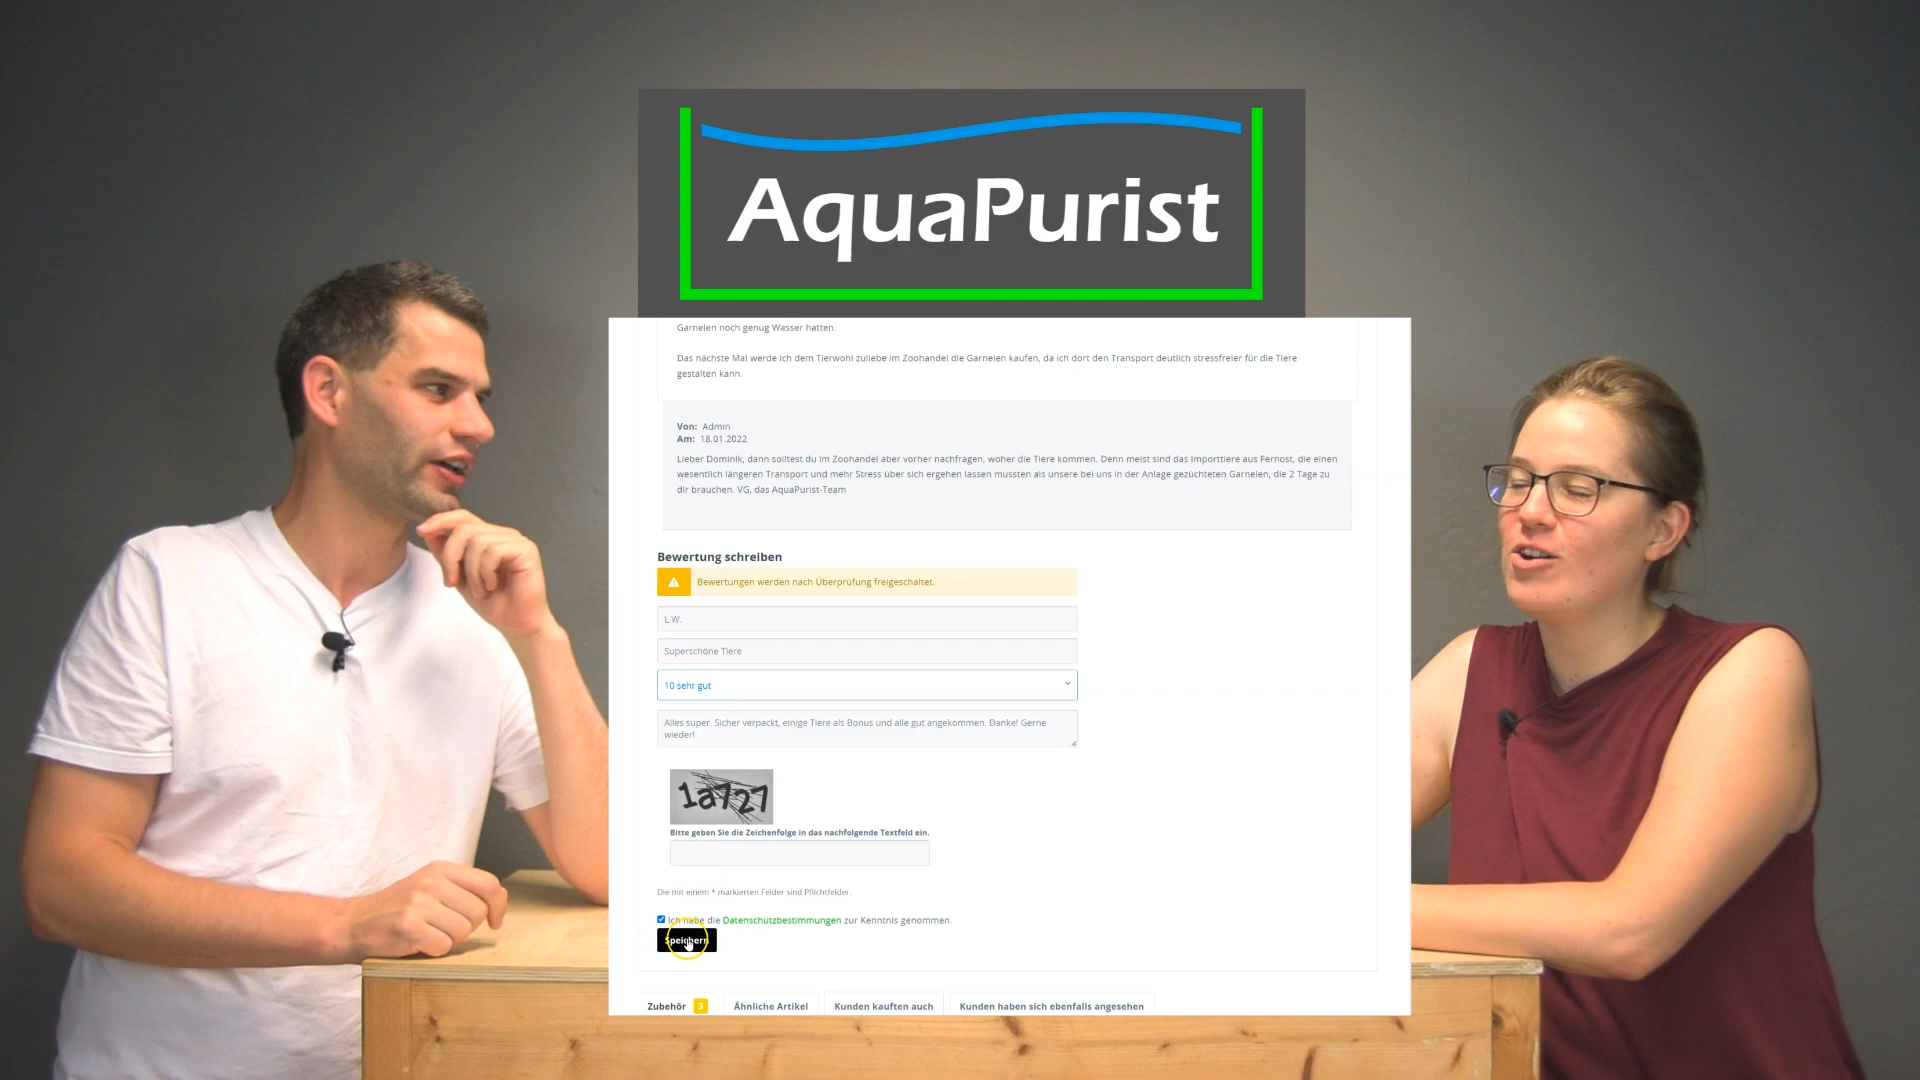 AquaPurist
Garnelen noch genug Wasser hatten.
Das nächste Mal werde ich dem Tierwohl zuliebe im Zoohandel die Garnelen kaufen, da ich dort den Transport deutlich stressfreier für die Tiere
gestalten kann.
Von: Admin
Am: 18.01.2022
Lieber Dominik, dann solltest du im Zoohandel aber vorher nachfragen, woher die Tiere kommen. Denn meist sind das Importtiere aus Fernost, die einen
wesentlich längeren Transport und mehr Stress über sich ergehen lassen mussten als unsere bei uns in der Anlage gezüchteten Garnelen, die 2 Tage zu
dir brauchen. VG, das AquaPurist-Team
Bewertung schreiben
Bewertungen werden nach Überprüfung freigeschaltet.
L.W.
Superschöne Tiere
10 sehr gut
Alles super. Sicher verpackt, einige Tiere als Bonus und alle gut angekommen. Danke! Gerne
wieder!
1a727
Bitte geben Sie die Zeichenfolge in das nachfolgende Textfeld ein.
Die mit einem * markierten Felder sind Pflichtfelder.
Ich habe die Datenschutzbestimmungen zur Kenntnis genommen.
Speichern
Zubehör 3 Ähnliche Artikel Kunden kauften auch Kunden haben sich ebenfalls angesehen